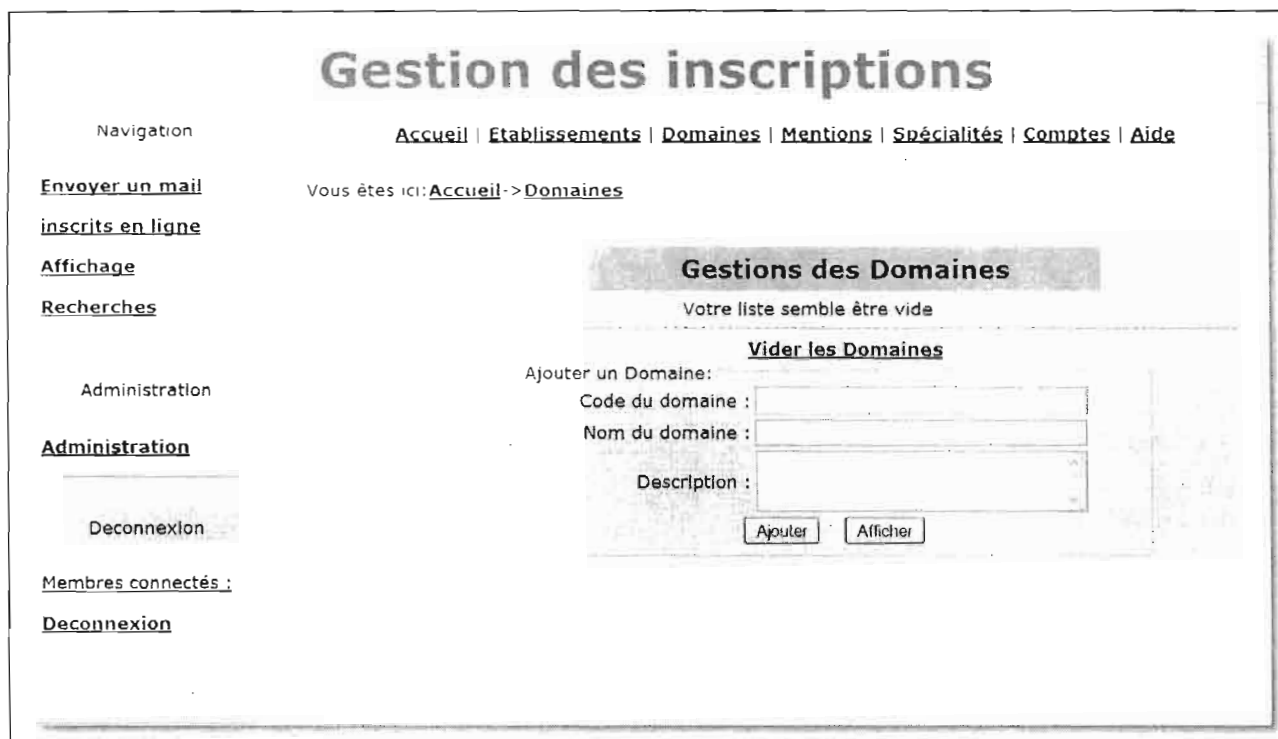 Gestion des inscriptions
Navigation
Accueil | Etablissements | Domaines | Mentions | Spécialités | Comptes | Aide
Envoyer un mail
Vous êtes ici:Accueil->Domaines
inscrits en ligne
Affichage
Recherches
Gestions des Domaines
Votre liste semble être vide
Vider les Domaines
Ajouter un Domaine:
Code du domaine :
Nom du domaine :
Description :
Ajouter Afficher
Administration
Administration
Deconnexion
Membres connectés :
Deconnexion